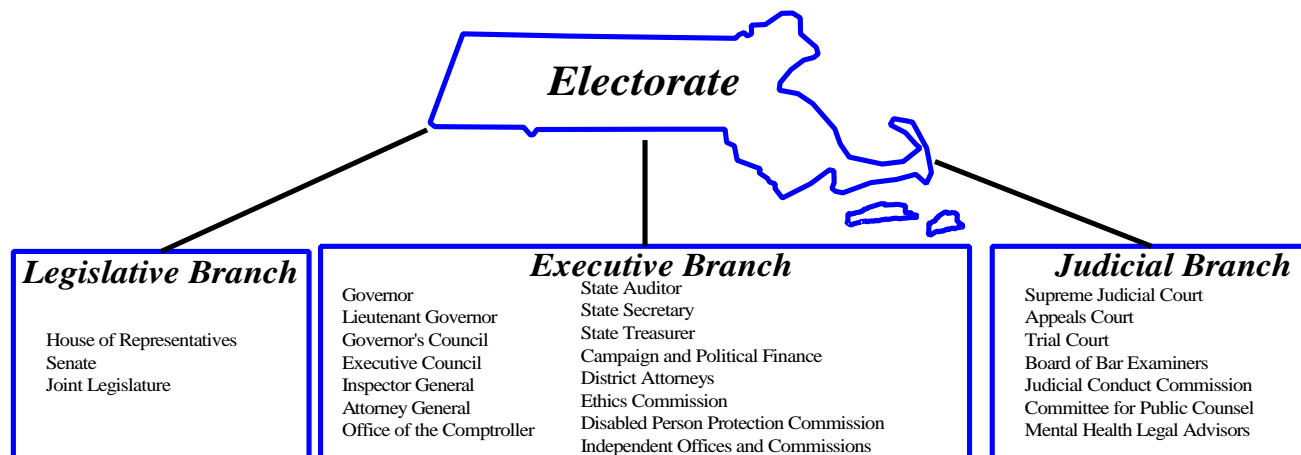 Electorate
Legislative Branch
House of Representatives
Senate
Joint Legislature
Executive Branch
Governor
Lieutenant Governor
Governor's Council
Executive Council
Inspector General
Attorney General
Office of the Comptroller
State Auditor
State Secretary
State Treasurer
Campaign and Political Finance
District Attorneys
Ethics Commission
Disabled Person Protection Commission
Independent Offices and Commissions
Judicial Branch
Supreme Judicial Court
Appeals Court
Trial Court
Board of Bar Examiners
Judicial Conduct Commission
Committee for Public Counsel
Mental Health Legal Advisors